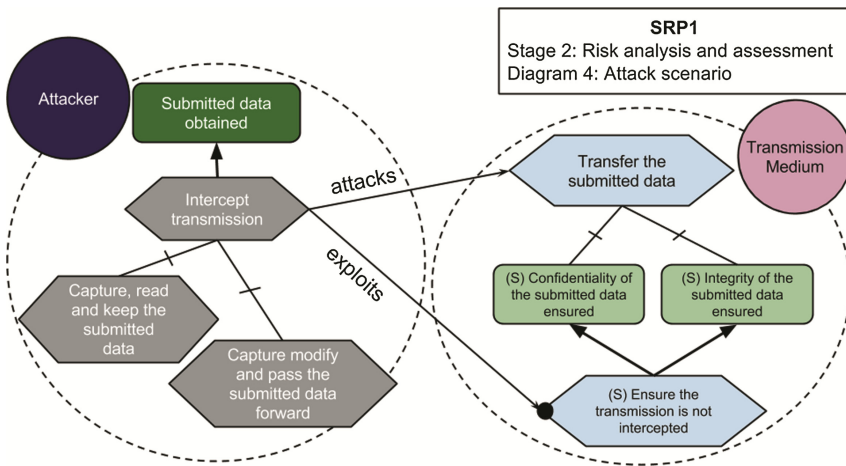 SRP1
Stage 2: Risk analysis and assessment
Diagram 4: Attack scenario
Attacker
Submitted data
obtained
Intercept
transmission
Capture, read
and keep the
submitted
data
Capture modify
and pass the
submitted data
forward
attacks
exploits
Transmission
Medium
Transfer the
submitted data
(S) Confidentiality of
the submitted data
ensured
(S) Integrity of the
submitted data
ensured
(S) Ensure the
transmission is not
intercepted